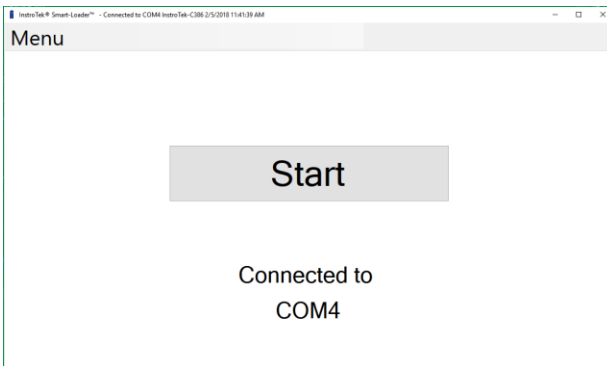 InstroTek® Smart-Loader™ - Connected to COM4 InstroTek-C386 2/5/2018 11:41:39 AM
Menu
Start
Connected to
COM4